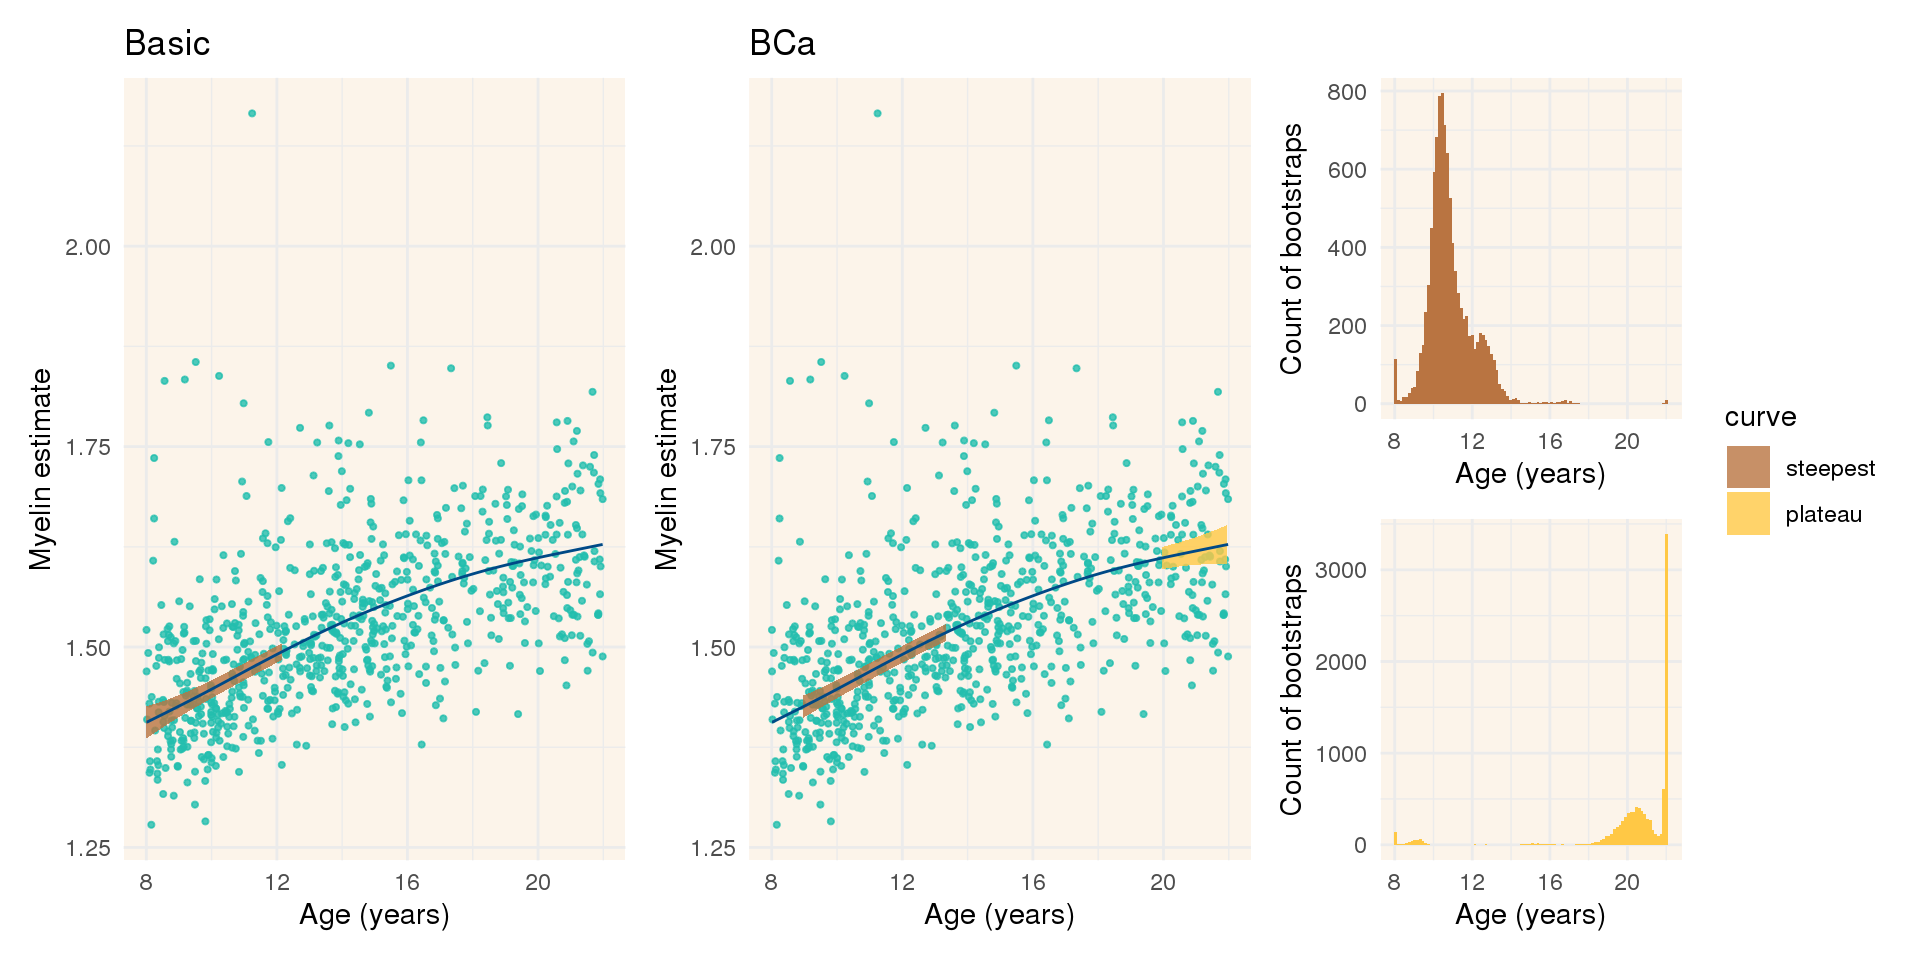 Basic
Myelin estimate
2.00
1.75
1.50
1.25
8 12 16 20
Age (years)
BCa
Myelin estimate
2.00
1.75
1.50
1.25
8 12 16 20
Age (years)
Count of bootstraps
800
600
400
200
0
8 12 16 20
Age (years)
Count of bootstraps
3000
2000
1000
0
8 12 16 20
Age (years)
curve
steepest
plateau